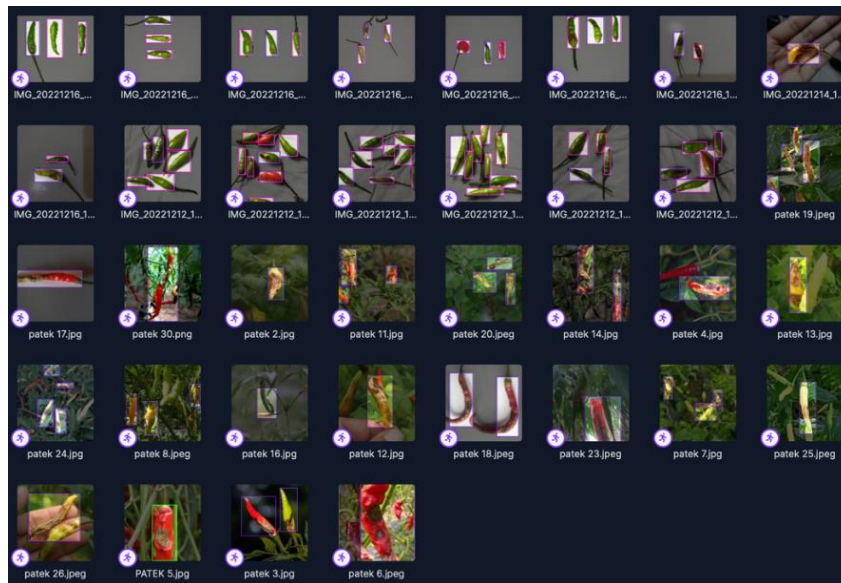 IMG_20221216_...
IMG_20221216_...
IMG_20221216_...
IMG_20221216_...
IMG_20221216_...
IMG_20221216_...
IMG_20221216_1...
IMG_20221214_1...
IMG_20221216_1...
IMG_20221212_1...
IMG_20221212_1...
IMG_20221212_1...
IMG_20221212_1...
IMG_20221212_1...
IMG_20221212_1...
patek 19.jpeg
patek 17.jpg
patek 30.png
patek 2.jpg
patek 11.jpg
patek 20.jpeg
patek 14.jpg
patek 4.jpg
patek 13.jpg
patek 24.jpg
patek 8.jpeg
patek 16.jpg
patek 12.jpg
patek 18.jpeg
patek 23.jpeg
patek 7.jpg
patek 25.jpeg
patek 26.jpeg
PATEK 5.jpg
patek 3.jpg
patek 6.jpeg